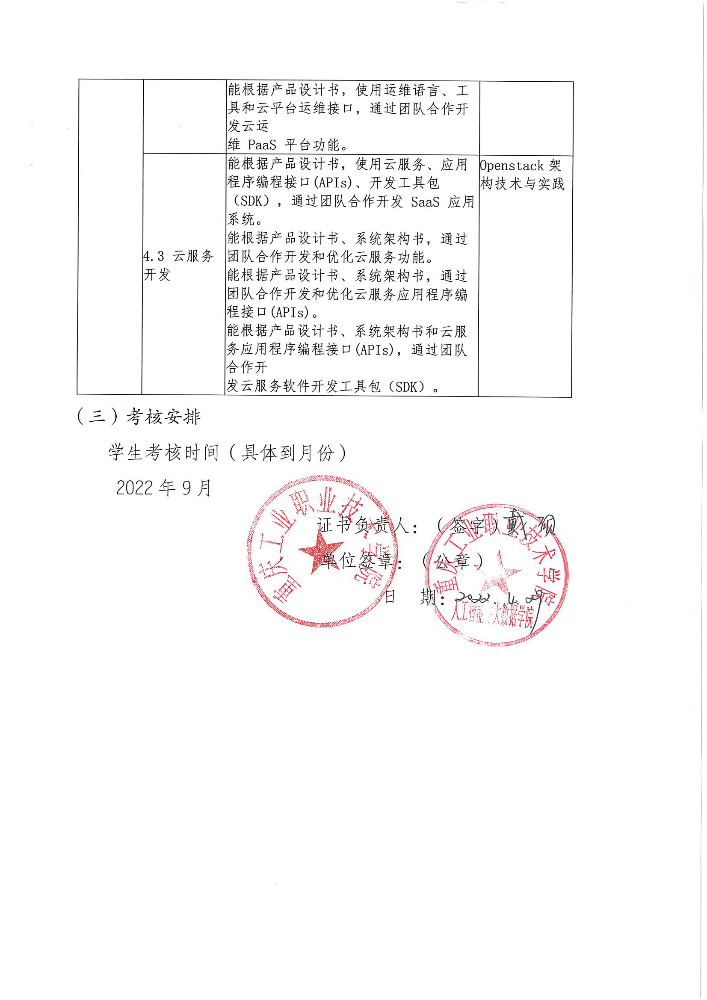 能根据产品设计书，使用运维语言、工
具和云平台运维接口，通过团队合作开
发云运
维 PaaS 平台功能。
4.3 云服务
开发
能根据产品设计书，使用云服务、应用
程序编程接口(APIs)、开发工具包
（SDK），通过团队合作开发 SaaS 应用
系统。
能根据产品设计书、系统架构书，通过
团队合作开发和优化云服务功能。
能根据产品设计书、系统架构书，通过
团队合作开发和优化云服务应用程序编
程接口(APIs)。
能根据产品设计书、系统架构书和云服
务应用程序编程接口(APIs)，通过团队
合作开
发云服务软件开发工具包（SDK）。
Openstack 架
构技术与实践
（三）考核安排
学生考核时间（具体到月份）
2022 年 9 月
重庆工业职业技术学院
证书负责人：（签字）戴硕
单位签章：（公章）
日 期：2022.4.29
重庆工业职业技术学院
人工智能 大数据学院